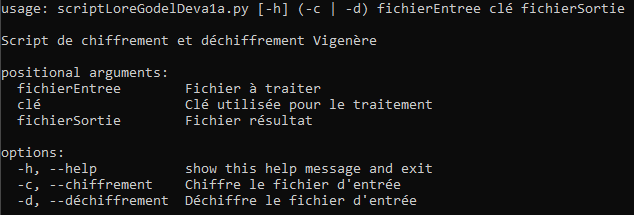 usage: scriptLoreGodelDeva1a.py [-h] (-c | -d) fichierEntree clé fichierSortie
Script de chiffrement et déchiffrement Vigenère
positional arguments:
fichierEntree Fichier à traiter
clé Clé utilisée pour le traitement
fichierSortie Fichier résultat
options:
-h, --help show this help message and exit
-c, --chiffrement Chiffre le fichier d'entrée
-d, --déchiffrement Déchiffre le fichier d'entrée